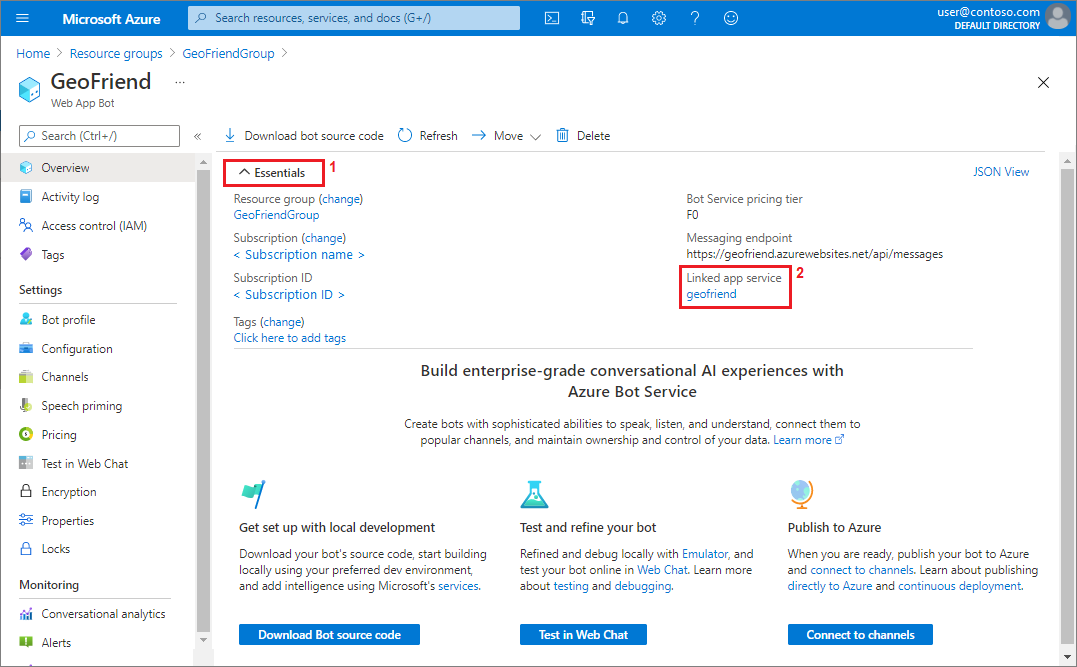 Microsoft Azure
Search resources, services, and docs (G+/)
user@contoso.com
DEFAULT DIRECTORY
Home > Resource groups > GeoFriendGroup >
GeoFriend ...
Web App Bot
Search (Ctrl+/)
«
Download bot source code
Refresh
Move
Delete
Overview
Activity log
Access control (IAM)
Tags
Settings
Bot profile
Configuration
Channels
Speech priming
Pricing
Test in Web Chat
Encryption
Properties
Locks
Monitoring
Conversational analytics
Alerts
Essentials
1
JSON View
Resource group (change)
GeoFriendGroup
Subscription (change)
< Subscription name >
Subscription ID
< Subscription ID >
Tags (change)
Click here to add tags
Bot Service pricing tier
F0
Messaging endpoint
https://geofriend.azurewebsites.net/api/messages
Linked app service
geofriend
2
Build enterprise-grade conversational AI experiences with
Azure Bot Service
Create bots with sophisticated abilities to speak, listen, and understand, connect them to
popular channels, and maintain ownership and control of your data. Learn more
Get set up with local development
Download your bot's source code, start building
locally using your preferred dev environment,
and add intelligence using Microsoft's services.
Download Bot source code
Test and refine your bot
Refined and debug locally with Emulator, and
test your bot online in Web Chat. Learn more
about testing and debugging.
Test in Web Chat
Publish to Azure
When you are ready, publish your bot to Azure
and connect to channels. Learn about publishing
directly to Azure and continuous deployment.
Connect to channels